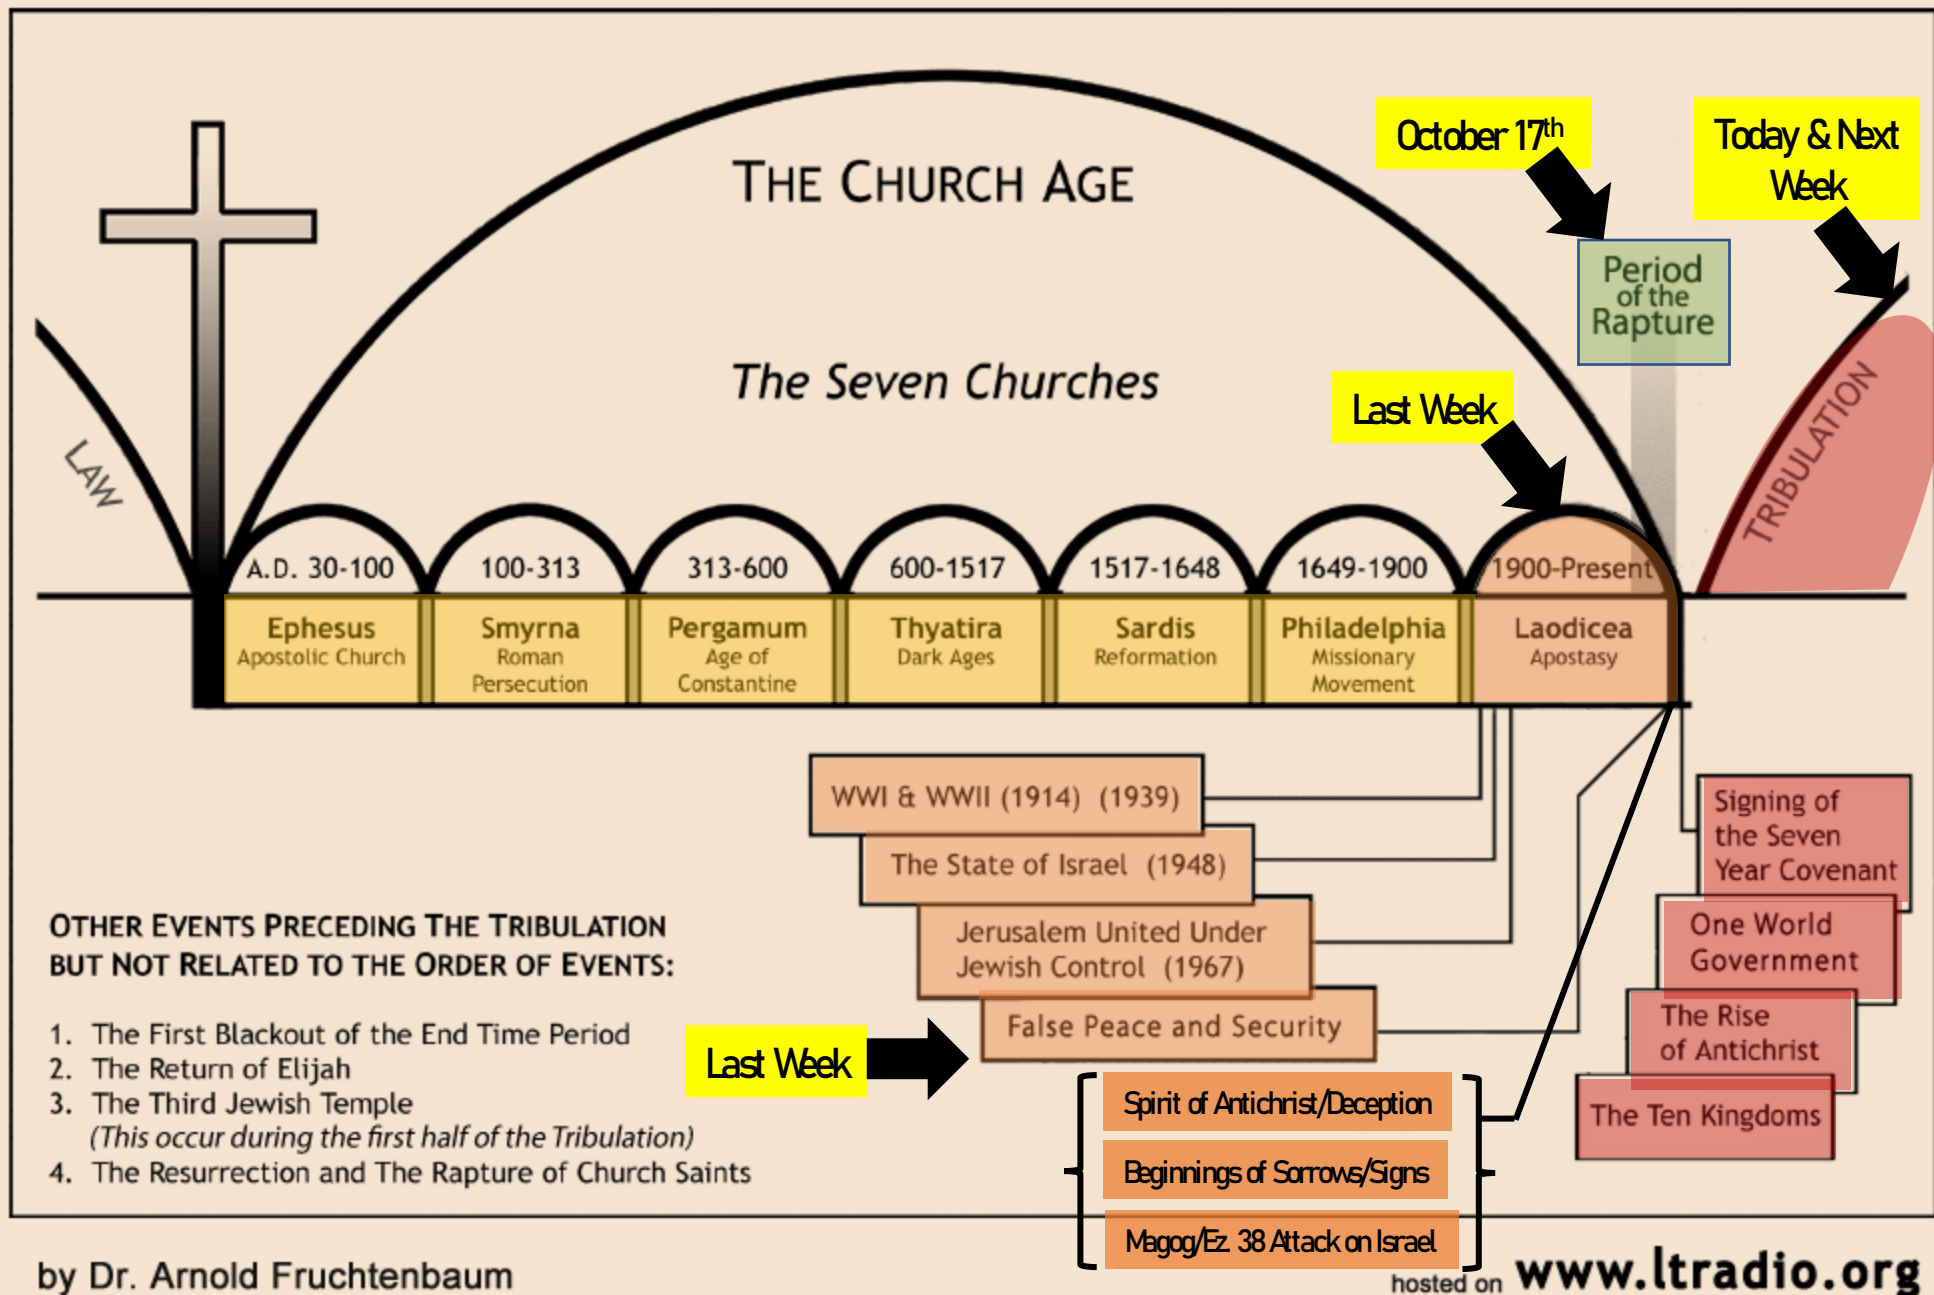 October 17th
Today & Next
Week
THE CHURCH AGE
Period
of the
Rapture
The Seven Churches
Last Week
LAW
TRIBULATION
A.D. 30-100
100-313
313-600
600-1517
1517-1648
1649-1900
1900-Present
Ephesus
Apostolic Church
Smyrna
Roman
Persecution
Pergamum
Age of
Constantine
Thyatira
Dark Ages
Sardis
Reformation
Philadelphia
Missionary
Movement
Laodicea
Apostasy
WWI & WWII (1914) (1939)
The State of Israel (1948)
Jerusalem United Under
Jewish Control (1967)
False Peace and Security
Last Week
Spirit of Antichrist/Deception
Beginnings of Sorrows/Signs
Magog/Ez. 38 Attack on Israel
Signing of
the Seven
Year Covenant
One World
Government
The Rise
of Antichrist
The Ten Kingdoms
OTHER EVENTS PRECEDING THE TRIBULATION
BUT NOT RELATED TO THE ORDER OF EVENTS:
1. The First Blackout of the End Time Period
2. The Return of Elijah
3. The Third Jewish Temple
(This occur during the first half of the Tribulation)
4. The Resurrection and The Rapture of Church Saints
by Dr. Arnold Fruchtenbaum
hosted on www.ltradio.org